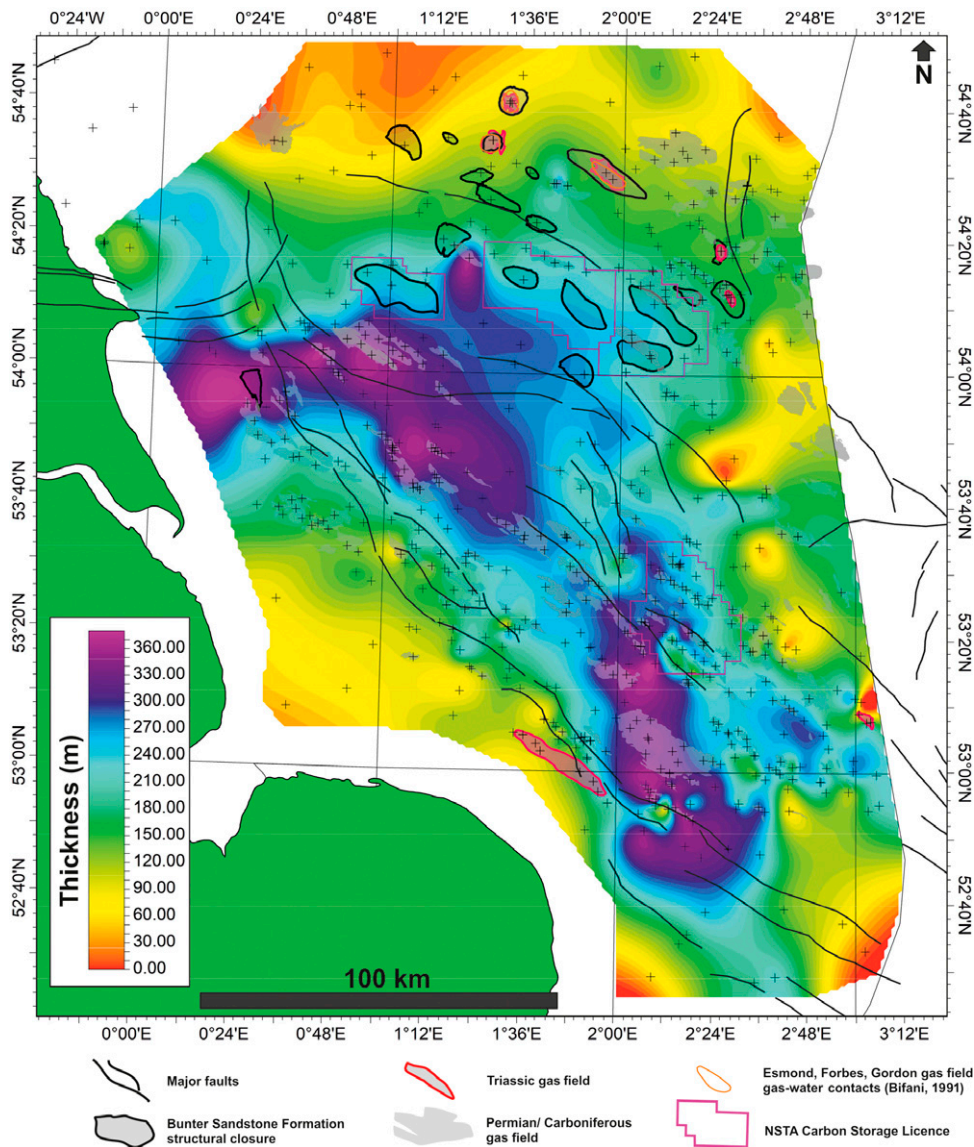 0°24'W 0°00'E 0°24'E 0°48'E 1°12'E 1°36'E 2°00'E 2°24'E 2°48'E 3°12'E
N
54°40'N 54°40'N
54°20'N 54°20'N
54°00'N 54°00'N
53°40'N 53°40'N
53°20'N 53°20'N
53°00'N 53°00'N
52°40'N 52°40'N
Thickness (m)
360.00
330.00
300.00
270.00
240.00
210.00
180.00
150.00
120.00
90.00
60.00
30.00
0.00
100 km
0°00'E 0°24'E 0°48'E 1°12'E 1°36'E 2°00'E 2°24'E 2°48'E 3°12'E
Major faults
Triassic gas field
Esmond, Forbes, Gordon gas field
gas-water contacts (Bifani, 1991)
Bunter Sandstone Formation
structural closure
Permian/ Carboniferous
gas field
NSTA Carbon Storage Licence